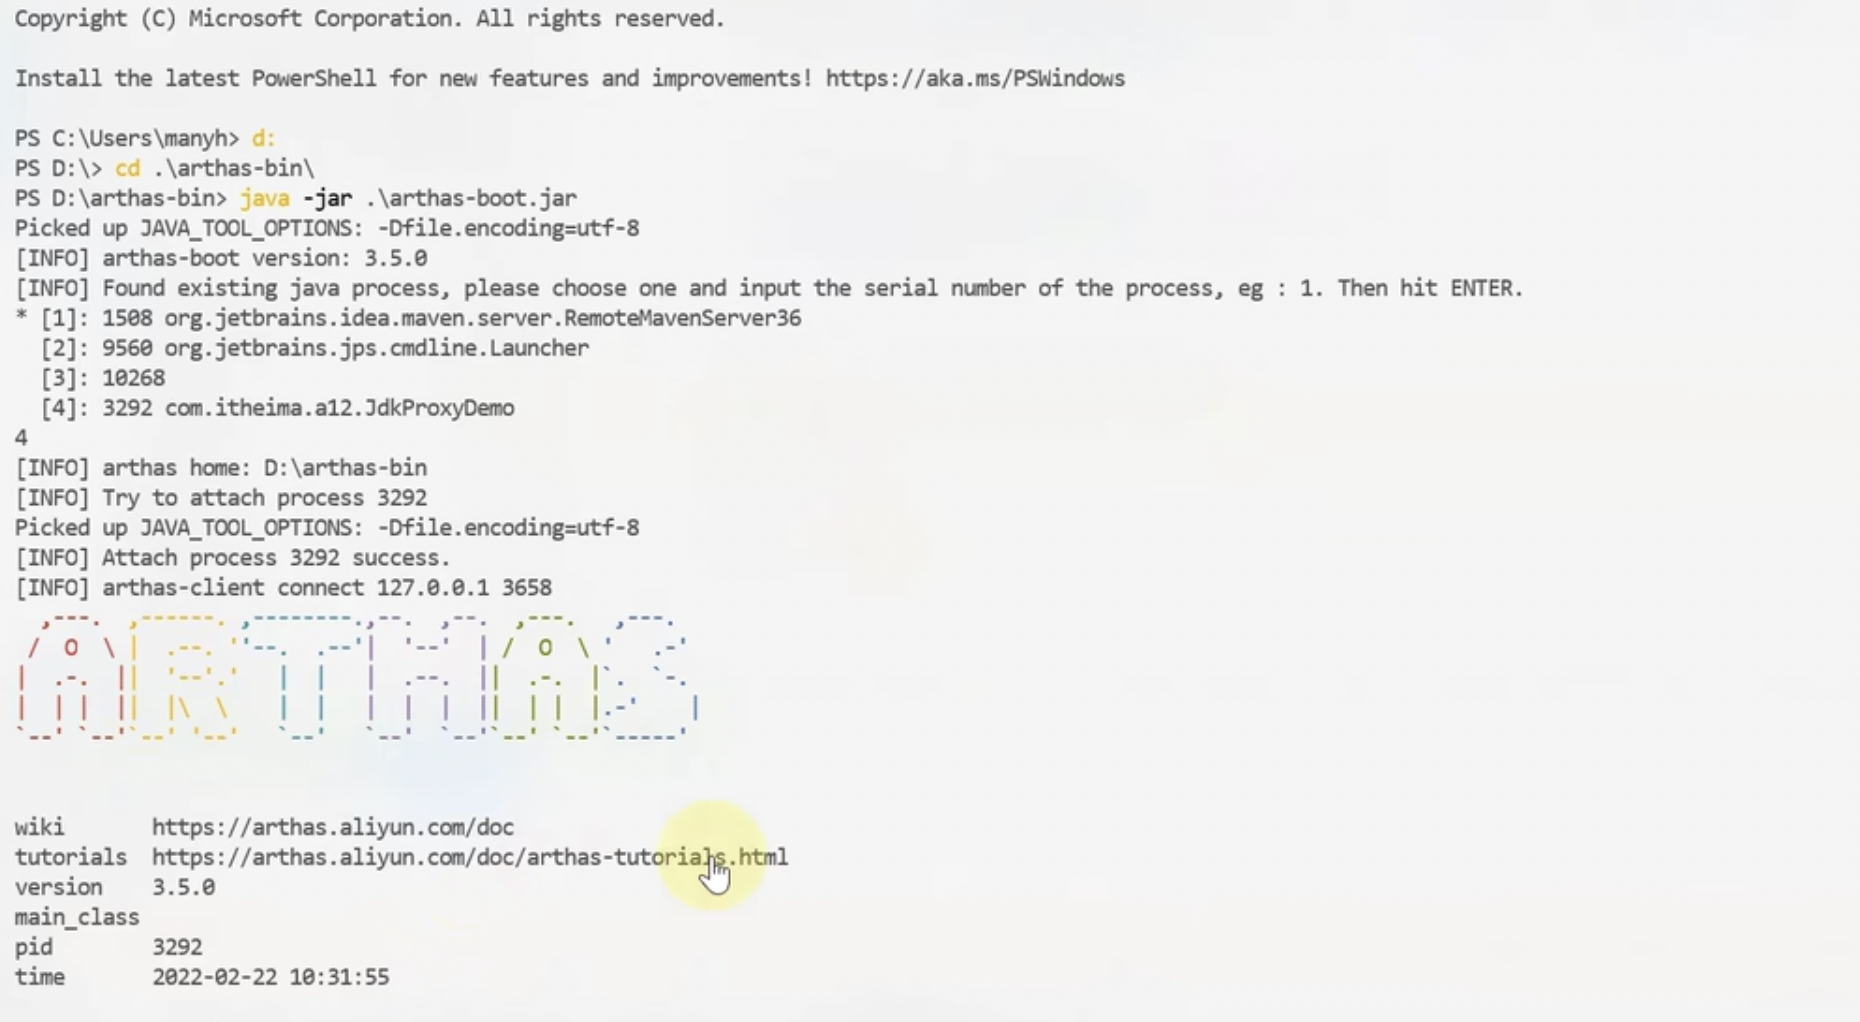 Copyright (C) Microsoft Corporation. All rights reserved.
Install the latest PowerShell for new features and improvements! https://aka.ms/PSWindows
PS C:\Users\manyh> d:
PS D:\> cd .\arthas-bin\
PS D:\arthas-bin> java -jar .\arthas-boot.jar
Picked up JAVA_TOOL_OPTIONS: -Dfile.encoding=utf-8
[INFO] arthas-boot version: 3.5.0
[INFO] Found existing java process, please choose one and input the serial number of the process, eg : 1. Then hit ENTER.
* [1]: 1508 org.jetbrains.idea.maven.server.RemoteMavenServer36
[2]: 9560 org.jetbrains.jps.cmdline.Launcher
[3]: 10268
[4]: 3292 com.itheima.a12.JdkProxyDemo
4
[INFO] arthas home: D:\arthas-bin
[INFO] Try to attach process 3292
Picked up JAVA_TOOL_OPTIONS: -Dfile.encoding=utf-8
[INFO] Attach process 3292 success.
[INFO] arthas-client connect 127.0.0.1 3658
ARTHAS
wiki https://arthas.aliyun.com/doc
tutorials https://arthas.aliyun.com/doc/arthas-tutorials.html
version 3.5.0
main_class
pid 3292
time 2022-02-22 10:31:55